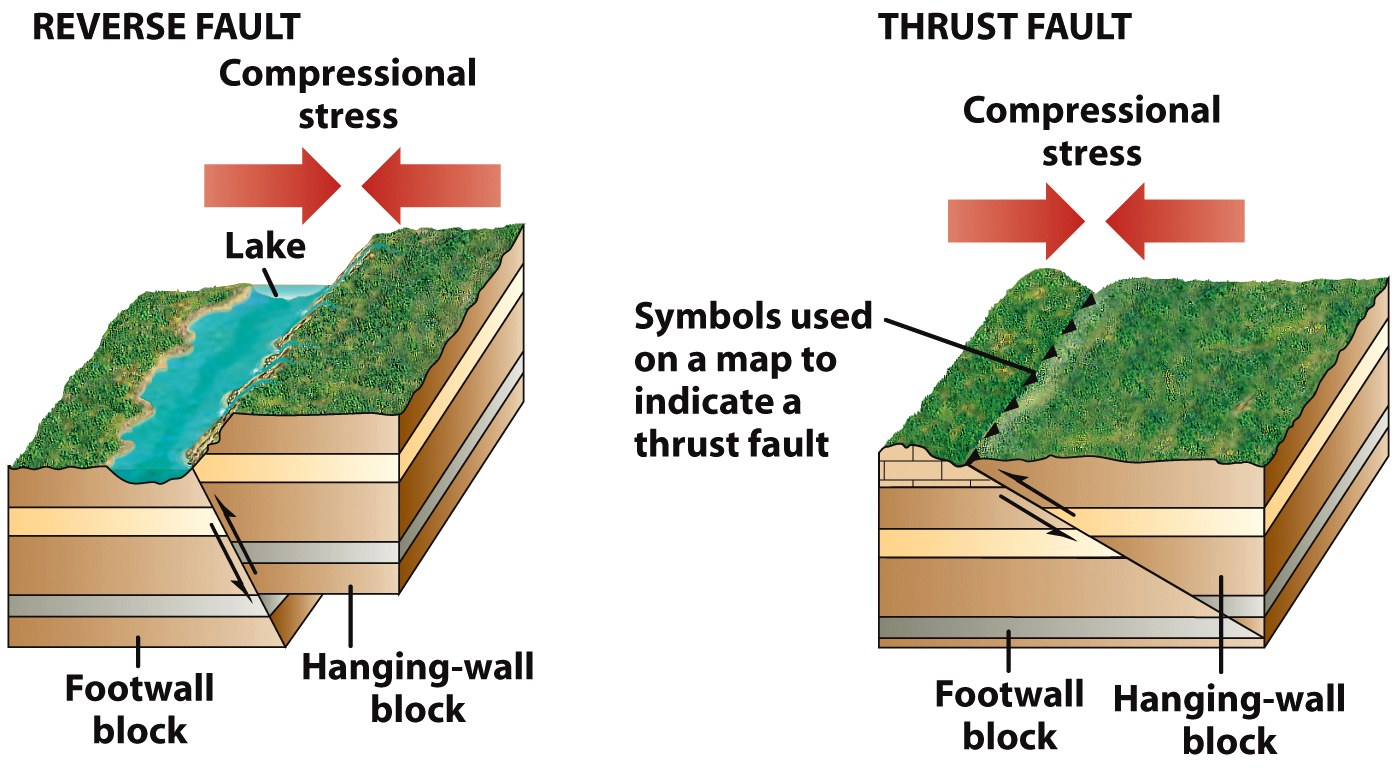 REVERSE FAULT
Compressional
stress
Lake
Footwall
block
Hanging-wall
block
THRUST FAULT
Compressional
stress
Symbols used
on a map to
indicate a
thrust fault
Footwall
block
Hanging-wall
block